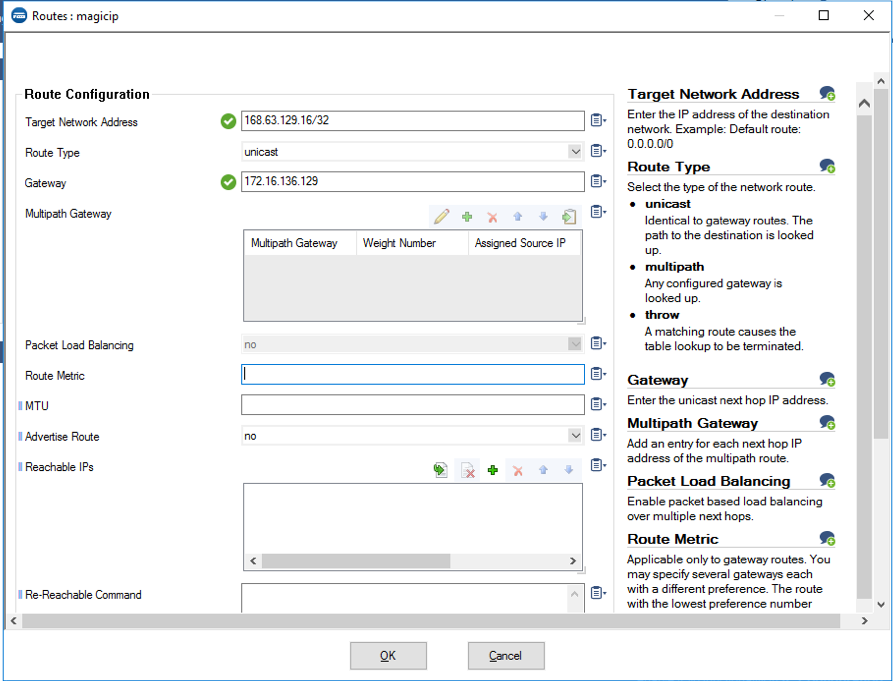 Routes : magicip
Route Configuration
Target Network Address
168.63.129.16/32
Route Type
unicast
Gateway
172.16.136.129
Multipath Gateway
Multipath Gateway Weight Number Assigned Source IP
Packet Load Balancing
no
Route Metric
MTU
Advertise Route
no
Reachable IPs
Re-Reachable Command
Target Network Address
Enter the IP address of the destination
network. Example: Default route:
0.0.0.0/0
Route Type
Select the type of the network route.
• unicast
Identical to gateway routes. The
path to the destination is looked
up.
• multipath
Any configured gateway is
looked up.
• throw
A matching route causes the
table lookup to be terminated.
Gateway
Enter the unicast next hop IP address.
Multipath Gateway
Add an entry for each next hop IP
address of the multipath route.
Packet Load Balancing
Enable packet based load balancing
over multiple next hops.
Route Metric
Applicable only to gateway routes. You
may specify several gateways each
with a different preference. The route
with the lowest preference number
OK
Cancel